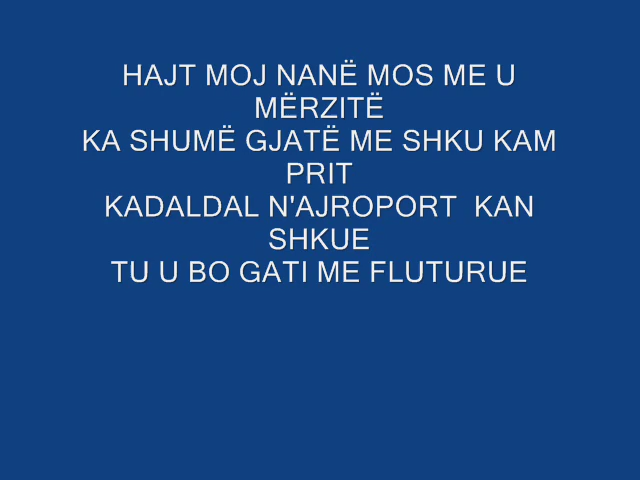 HAJT MOJ NANË MOS ME U
MËRZITË
KA SHUMË GJATË ME SHKU KAM
PRIT
KADALDAL N'AJROPORT  KAN
SHKUE
TU U BO GATI ME FLUTURUE